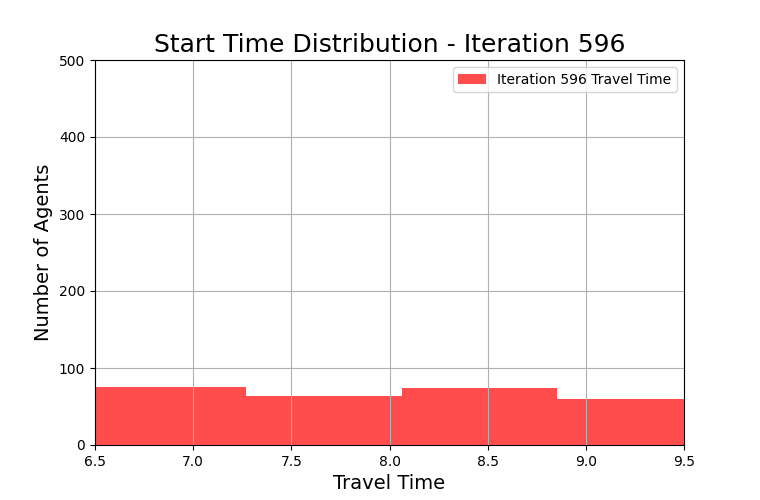 Start Time Distribution - Iteration 596
500
400
300
200
100
0
Number of Agents
Iteration 596 Travel Time
6.5 7.0 7.5 8.0 8.5 9.0 9.5
Travel Time